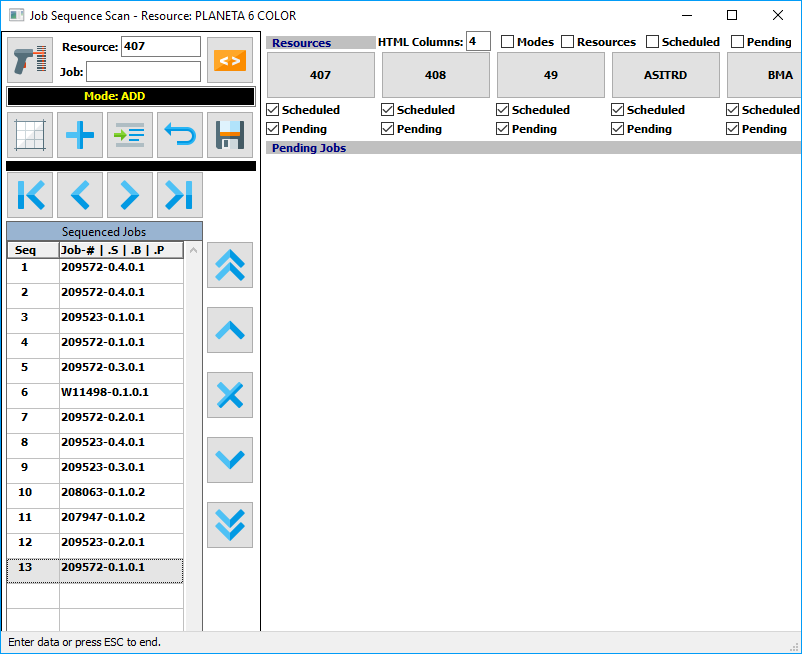 Job Sequence Scan - Resource: PLANETA 6 COLOR
Resource: 407
Job:
Mode: ADD
Sequenced Jobs
Seq Job-# | .S | .B | .P
1 209572-0.4.0.1
2 209572-0.4.0.1
3 209523-0.1.0.1
4 209572-0.1.0.1
5 209572-0.3.0.1
6 W11498-0.1.0.1
7 209572-0.2.0.1
8 209523-0.4.0.1
9 209523-0.3.0.1
10 208063-0.1.0.2
11 207947-0.1.0.2
12 209523-0.2.0.1
13 209572-0.1.0.1
Resources HTML Columns: 4 Modes Resources Scheduled Pending
407 408 49 ASITRD BMA
Scheduled Scheduled Scheduled Scheduled Scheduled
Pending Pending Pending Pending Pending
Pending Jobs
Enter data or press ESC to end.